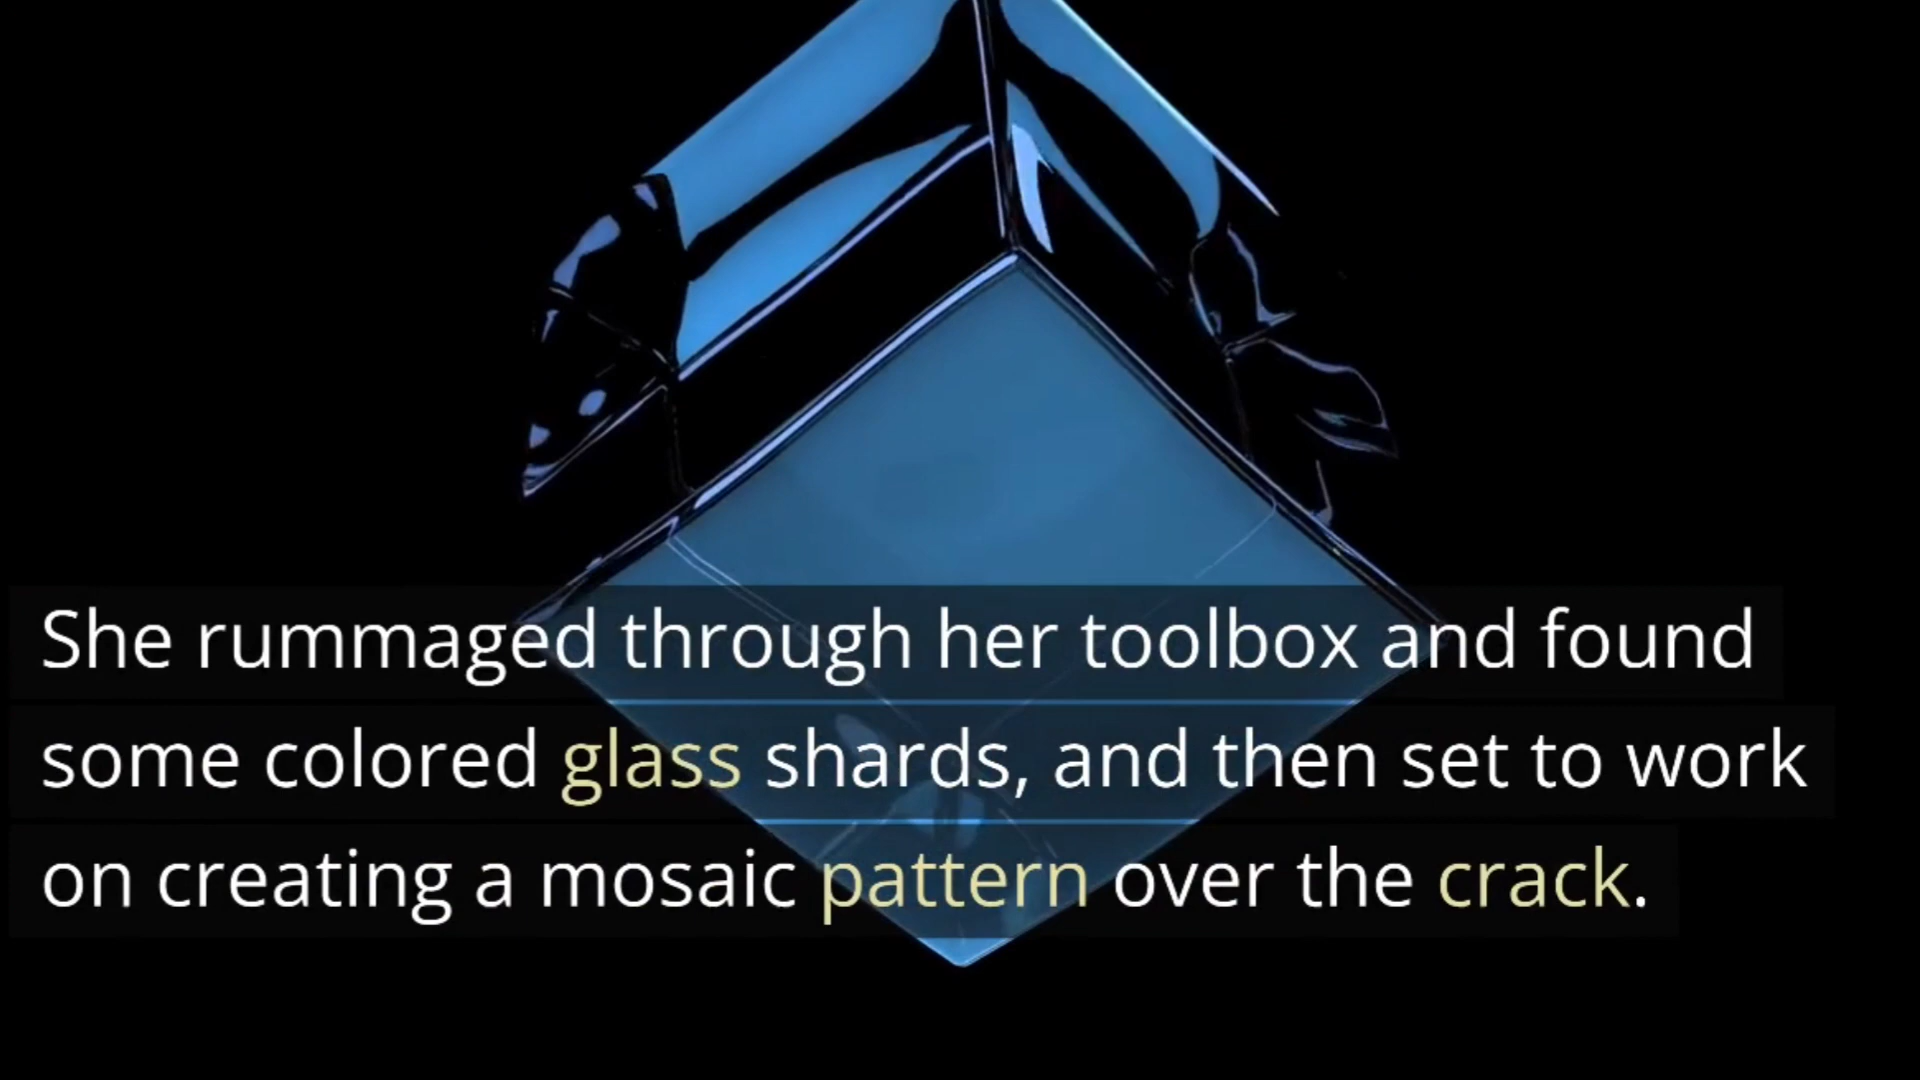 She rummaged through her toolbox and found
some colored glass shards, and then set to work
on creating a mosaic pattern over the crack.